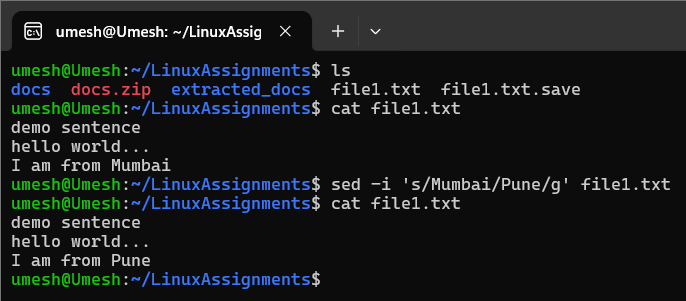 umesh@Umesh: ~/LinuxAssig
umesh@Umesh:~/LinuxAssignments$ ls
docs docs.zip extracted_docs file1.txt file1.txt.save
umesh@Umesh:~/LinuxAssignments$ cat file1.txt
demo sentence
hello world...
I am from Mumbai
umesh@Umesh:~/LinuxAssignments$ sed -i 's/Mumbai/Pune/g' file1.txt
umesh@Umesh:~/LinuxAssignments$ cat file1.txt
demo sentence
hello world...
I am from Pune
umesh@Umesh:~/LinuxAssignments$